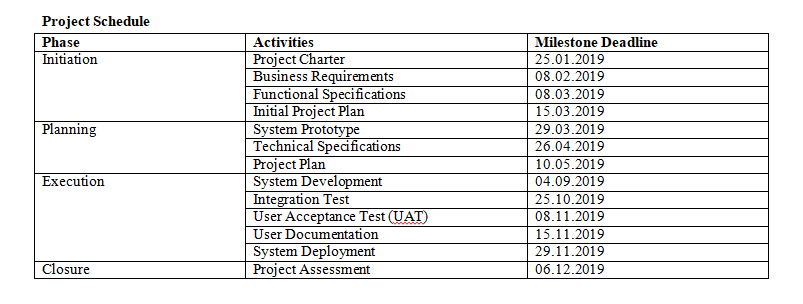 Project Schedule
Phase Activities Milestone Deadline
Initiation Project Charter 25.01.2019
Business Requirements 08.02.2019
Functional Specifications 08.03.2019
Initial Project Plan 15.03.2019
Planning System Prototype 29.03.2019
Technical Specifications 26.04.2019
Project Plan 10.05.2019
Execution System Development 04.09.2019
Integration Test 25.10.2019
User Acceptance Test (UAT) 08.11.2019
User Documentation 15.11.2019
System Deployment 29.11.2019
Closure Project Assessment 06.12.2019